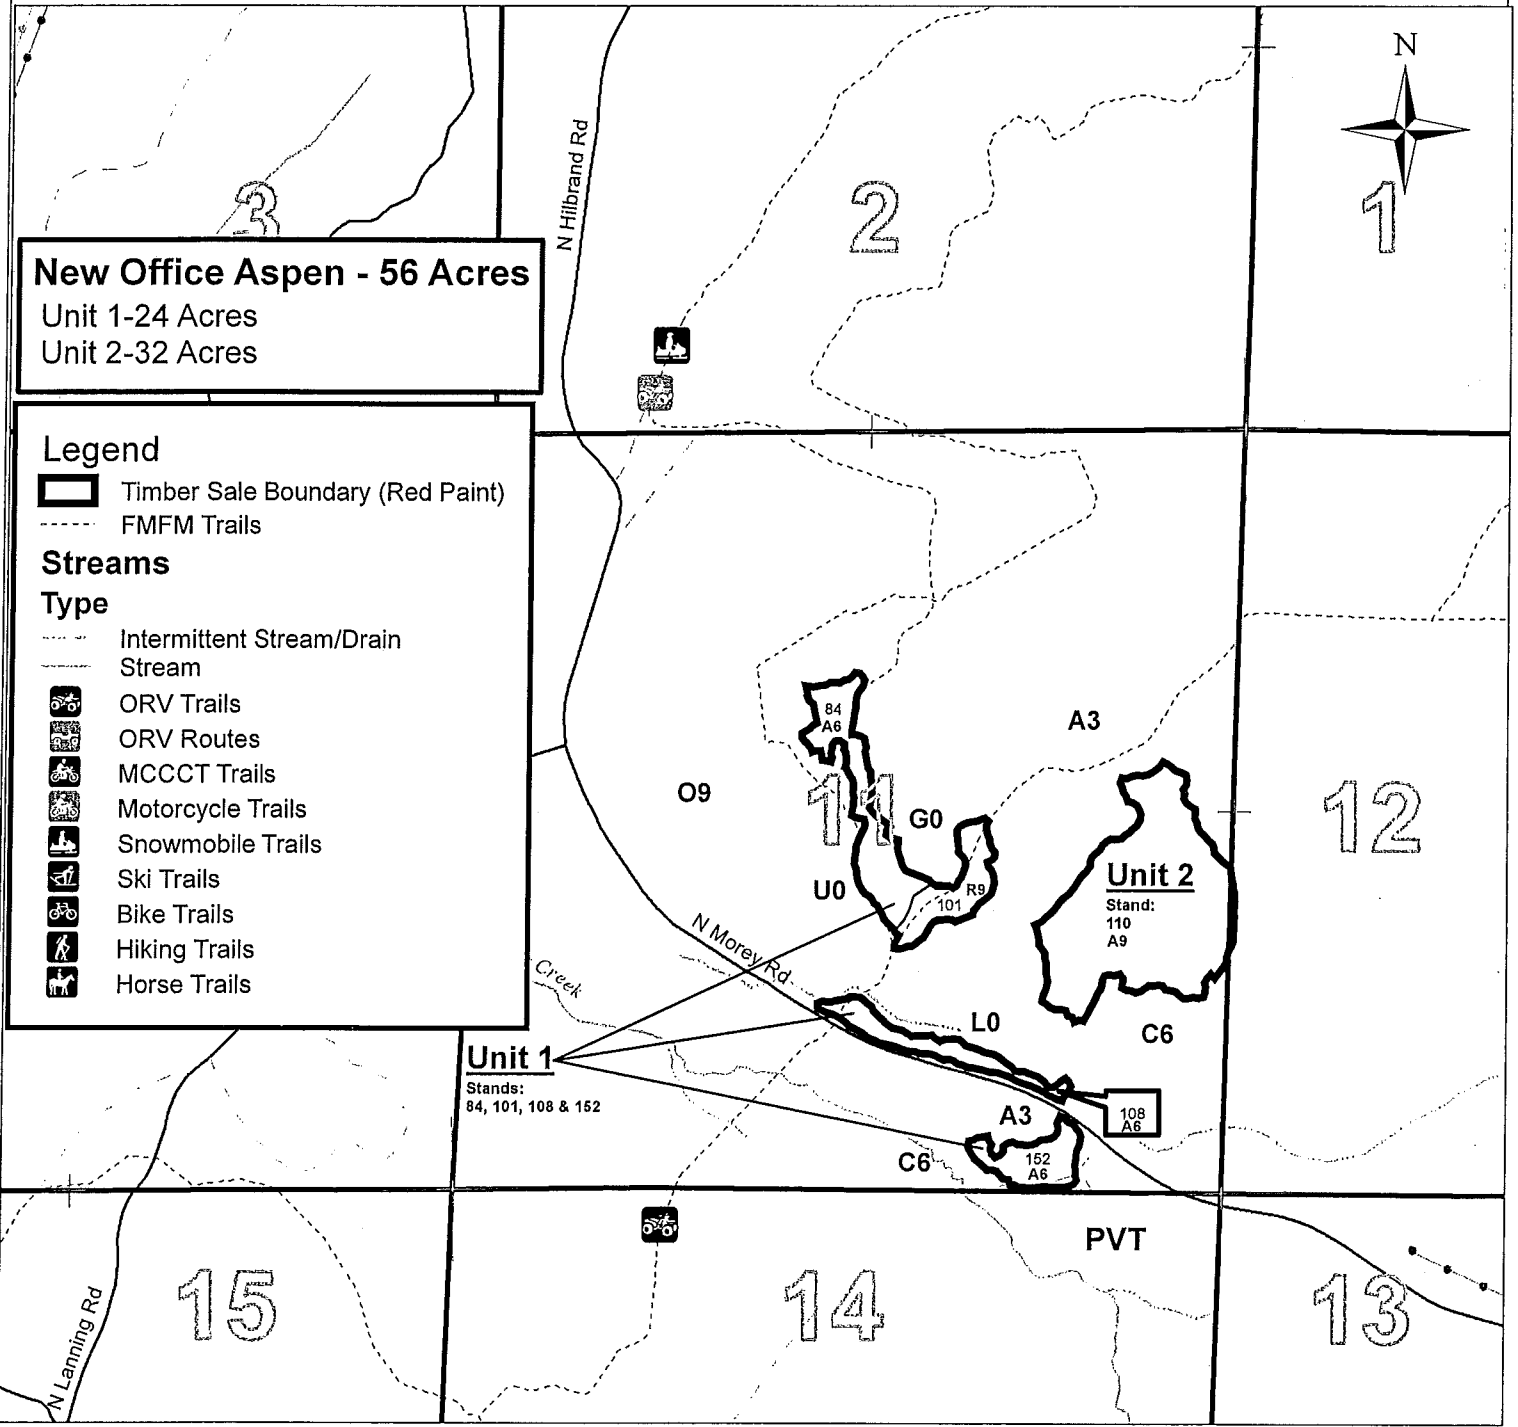 N
3
2
1
N Hilbrand Rd
New Office Aspen - 56 Acres
Unit 1-24 Acres
Unit 2-32 Acres
Legend
Timber Sale Boundary (Red Paint)
FMFM Trails
Streams
Type
Intermittent Stream/Drain
Stream
ORV Trails
ORV Routes
MCCCT Trails
Motorcycle Trails
Snowmobile Trails
Ski Trails
Bike Trails
Hiking Trails
Horse Trails
84
A6
A3
O9
11
G0
12
U0
R9
101
Unit 2
Stand:
110
A9
N Morey Rd
Creek
L0
C6
Unit 1
Stands:
84, 101, 108 & 152
108
A6
A3
C6
152
A6
PVT
15
14
13
N Lanning Rd